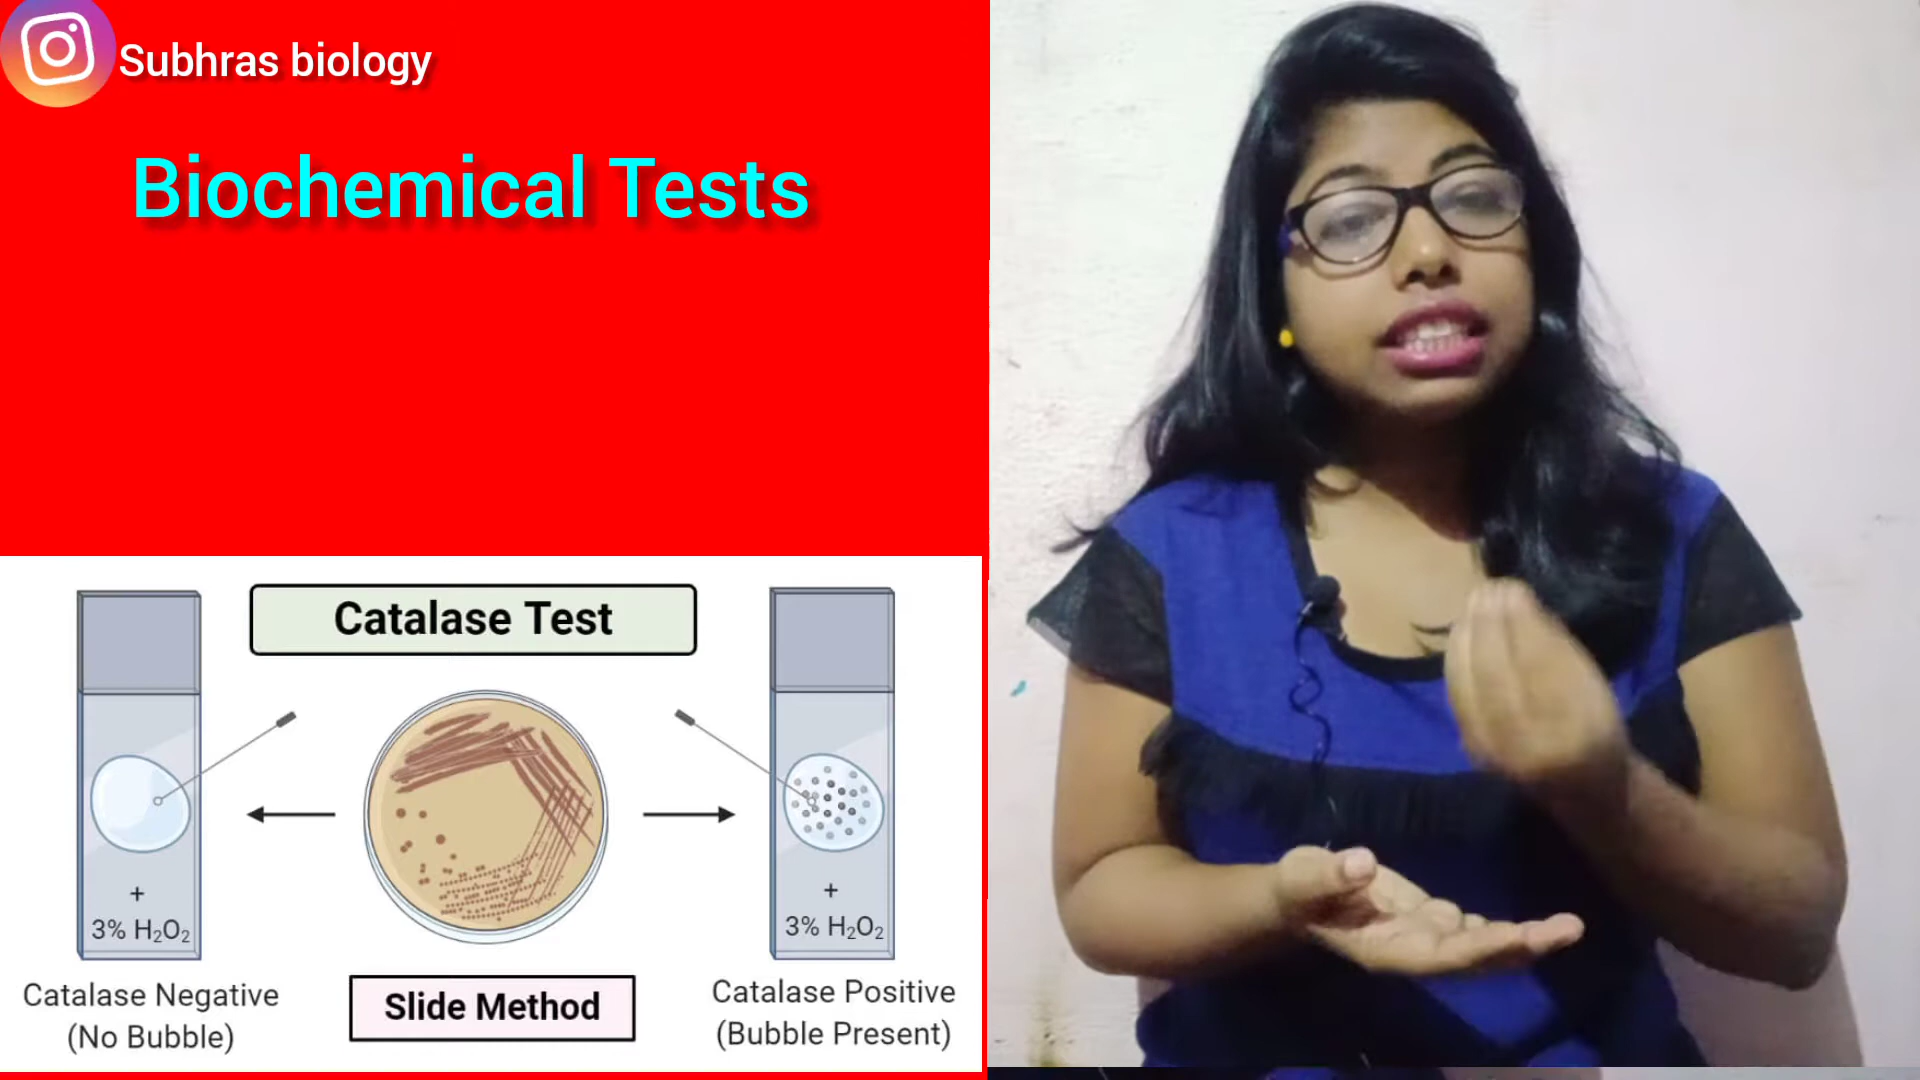 Subhras biology
Biochemical Tests
Catalase Test
+
3% H₂O₂
+
3% H₂O₂
Catalase Negative
(No Bubble)
Slide Method
Catalase Positive
(Bubble Present)